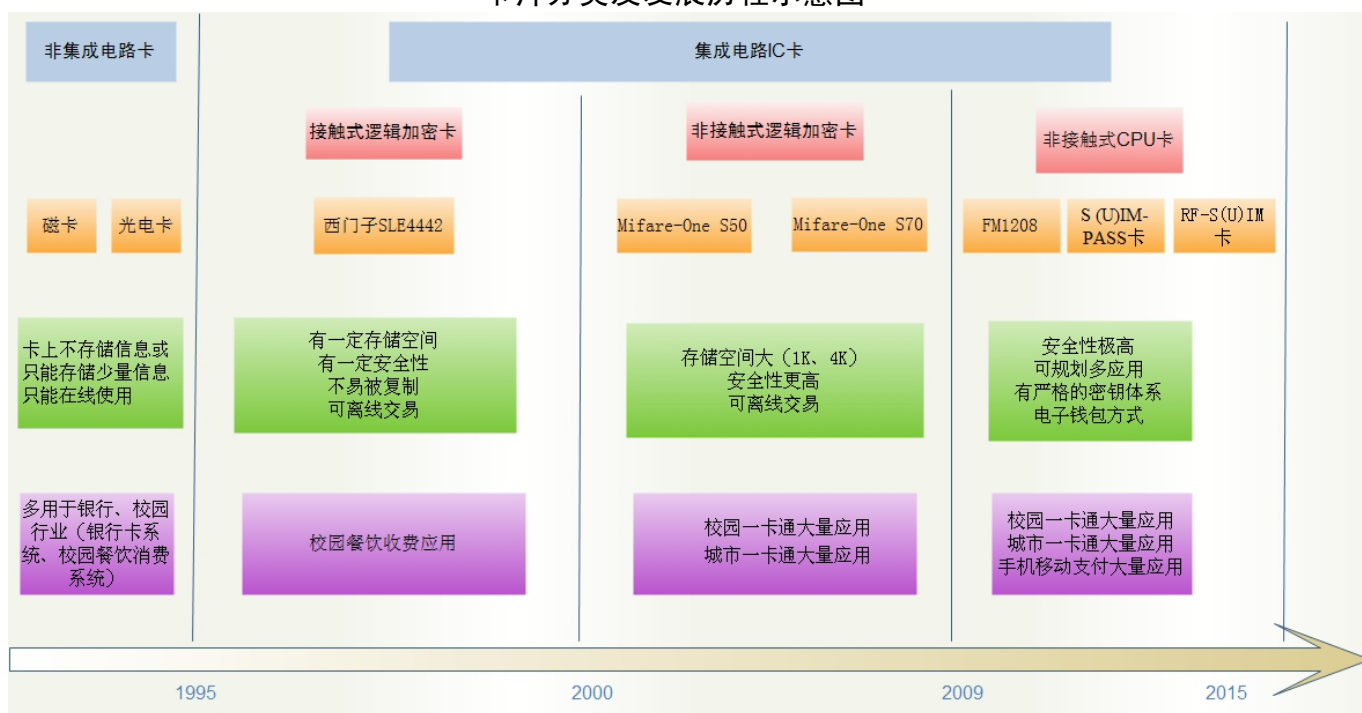 卡片分类及发展历程示意图
非集成电路卡
集成电路IC卡
接触式逻辑加密卡
非接触式逻辑加密卡
非接触式CPU卡
磁卡
光电卡
西门子SLE4442
Mifare-One S50
Mifare-One S70
FM1208
S (U)IM-
PASS卡
RF-S(U)IM
卡
卡上不存储信息或
只能存储少量信息
只能在线使用
有一定存储空间
有一定安全性
不易被复制
可离线交易
存储空间大（1K、4K）
安全性更高
可离线交易
安全性极高
可规划多应用
有严格的密钥体系
电子钱包方式
多用于银行、校园
行业（银行卡系
统、校园餐饮消费
系统）
校园餐饮收费应用
校园一卡通大量应用
城市一卡通大量应用
校园一卡通大量应用
城市一卡通大量应用
手机移动支付大量应用
1995
2000
2009
2015